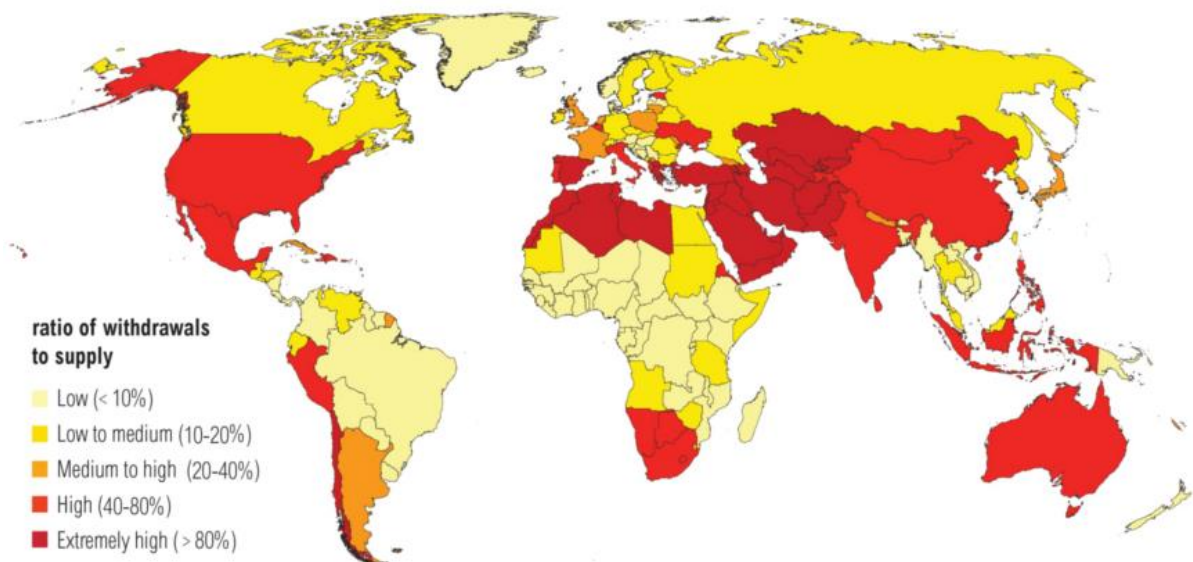 ratio of withdrawals
to supply
Low (< 10%)
Low to medium (10-20%)
Medium to high (20-40%)
High (40-80%)
Extremely high (> 80%)